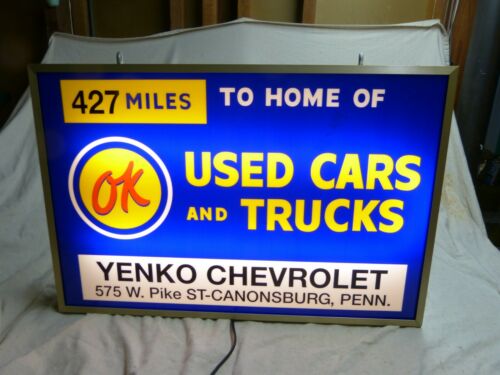 427 MILES TO HOME OF
OK
USED CARS
AND TRUCKS
YENKO CHEVROLET
575 W. Pike ST-CANONSBURG, PENN.